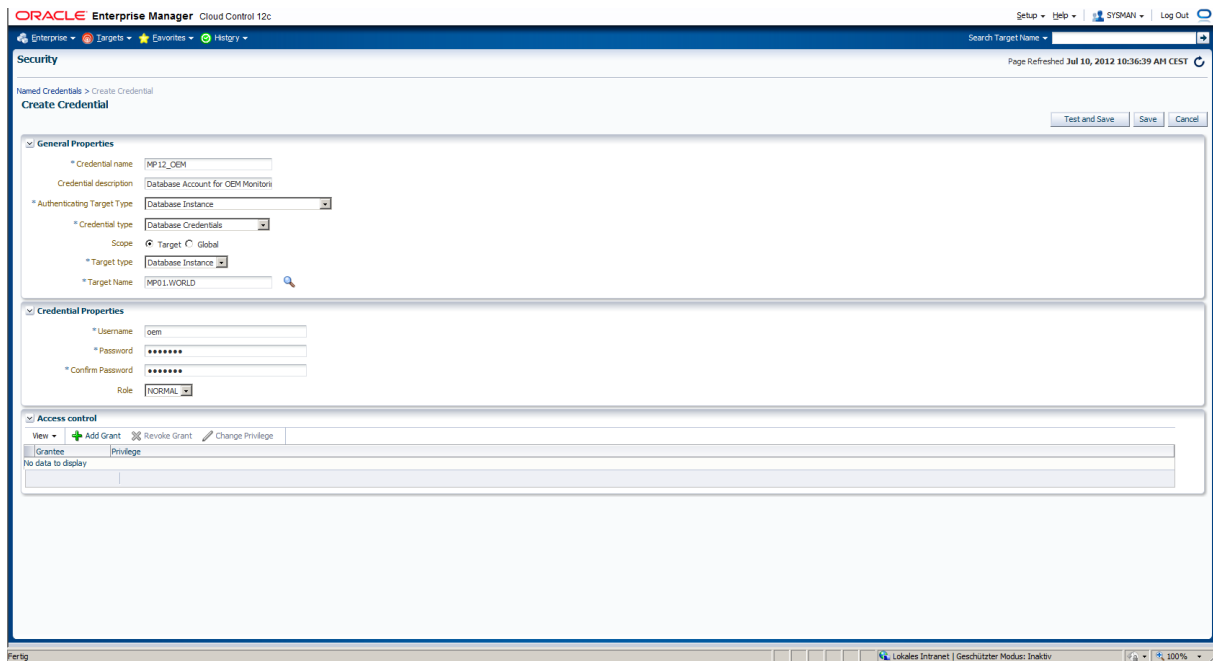 ORACLE Enterprise Manager Cloud Control 12c
Setup Help SYSMAN Log Out
Enterprise Targets Favorites History
Search Target Name
Security
Page Refreshed Jul 10, 2012 10:36:39 AM CEST
Named Credentials > Create Credential
Create Credential
Test and Save Save Cancel
General Properties
* Credential name MP12_OEM
Credential description Database Account for OEM Monitorin
* Authenticating Target Type Database Instance
* Credential type Database Credentials
Scope Target Global
* Target type Database Instance
* Target Name MP01.WORLD
Credential Properties
* Username oem
* Password •••••••
* Confirm Password •••••••
Role NORMAL
Access control
View Add Grant Revoke Grant Change Privilege
Grantee Privilege
No data to display
Fertig
Lokales Intranet | Geschützter Modus: Inaktiv
100%